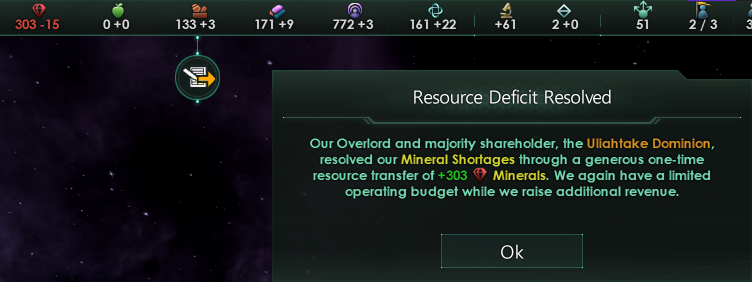 303 -15 0 +0 133 +3 171 +9 772 +3 161 +22 +61 2 +0 51 2 / 3
Resource Deficit Resolved
Our Overlord and majority shareholder, the Uliahtake Dominion,
resolved our Mineral Shortages through a generous one-time
resource transfer of +303 Minerals. We again have a limited
operating budget while we raise additional revenue.
Ok